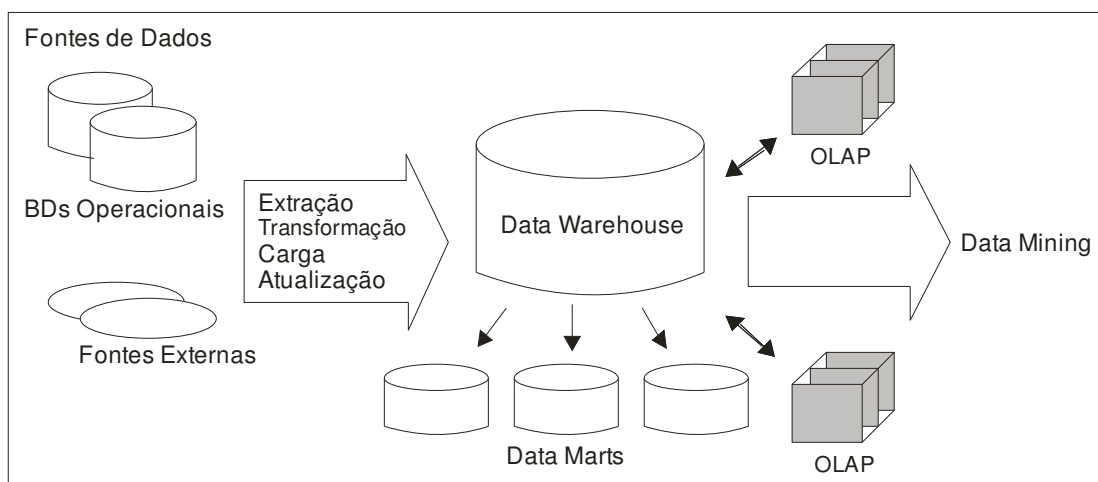 Fontes de Dados
BDs Operacionais
Fontes Externas
Extração
Transformação
Carga
Atualização
Data Warehouse
Data Marts
OLAP
OLAP
Data Mining